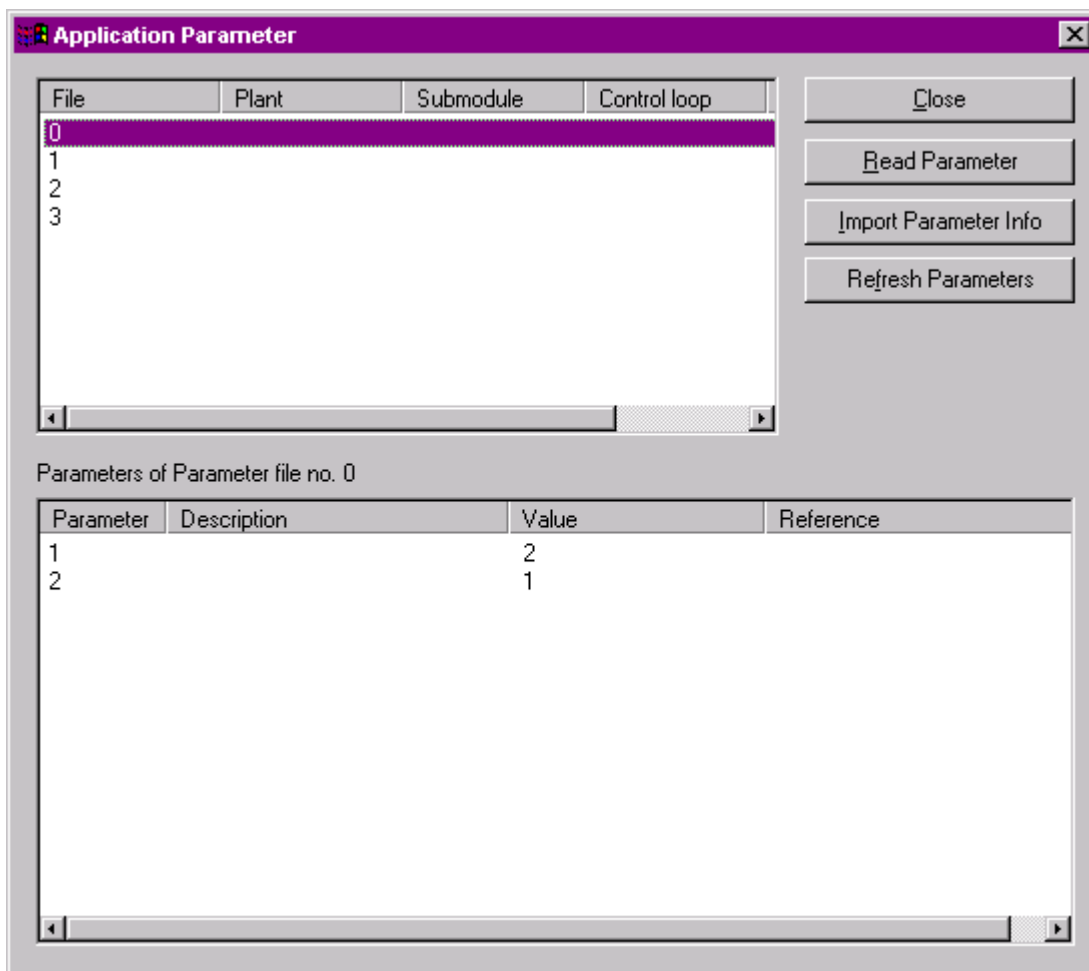 Application Parameter
File Plant Submodule Control loop
0
1
2
3
Close
Read Parameter
Import Parameter Info
Refresh Parameters
Parameters of Parameter file no. 0
Parameter Description Value Reference
1 2
2 1